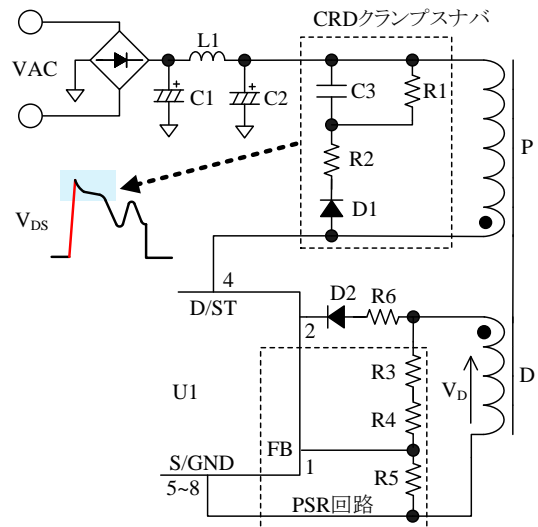 CRDクランプスナバ
L1
VAC
C1
C2
C3
R1
P
R2
D1
VDS
4
D/ST
2
D2
R6
R3
VD
D
R4
U1
FB
1
S/GND
5~8
R5
PSR回路